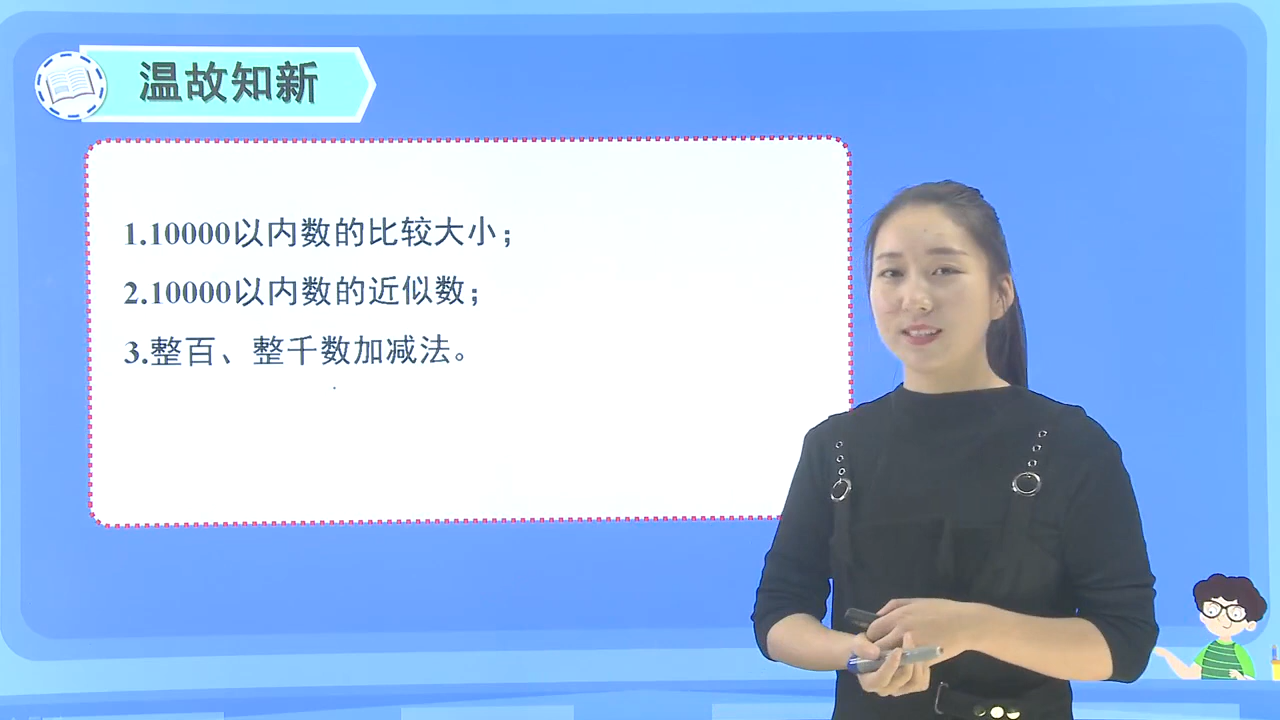 温故知新
1.10000以内数的比较大小；
2.10000以内数的近似数；
3.整百、整千数加减法。